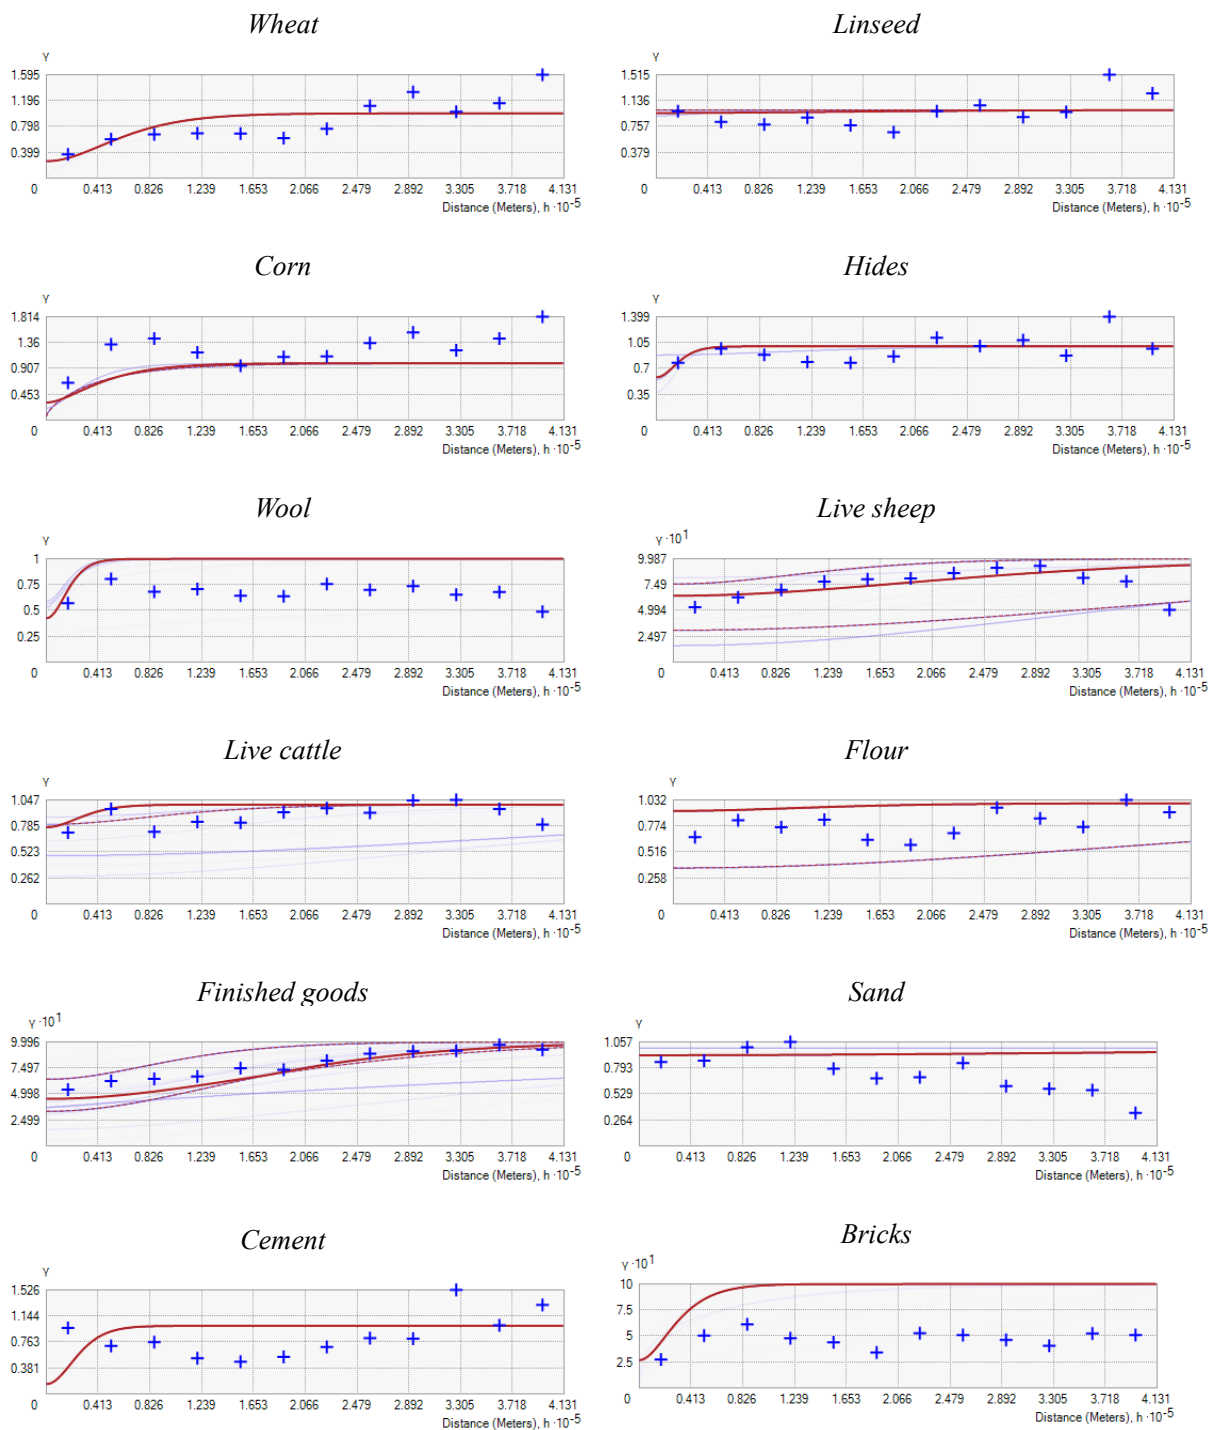 Wheat
γ
1.595
1.196
0.798
0.399
0 0.413 0.826 1.239 1.653 2.066 2.479 2.892 3.305 3.718 4.131
Distance (Meters), h ·10⁻⁵
Linseed
γ
1.515
1.136
0.757
0.379
0 0.413 0.826 1.239 1.653 2.066 2.479 2.892 3.305 3.718 4.131
Distance (Meters), h ·10⁻⁵
Corn
γ
1.814
1.36
0.907
0.453
0 0.413 0.826 1.239 1.653 2.066 2.479 2.892 3.305 3.718 4.131
Distance (Meters), h ·10⁻⁵
Hides
γ
1.399
1.05
0.7
0.35
0 0.413 0.826 1.239 1.653 2.066 2.479 2.892 3.305 3.718 4.131
Distance (Meters), h ·10⁻⁵
Wool
γ
1
0.75
0.5
0.25
0 0.413 0.826 1.239 1.653 2.066 2.479 2.892 3.305 3.718 4.131
Distance (Meters), h ·10⁻⁵
Live sheep
γ ·10¹
9.987
7.49
4.994
2.497
0 0.413 0.826 1.239 1.653 2.066 2.479 2.892 3.305 3.718 4.131
Distance (Meters), h ·10⁻⁵
Live cattle
γ
1.047
0.785
0.523
0.262
0 0.413 0.826 1.239 1.653 2.066 2.479 2.892 3.305 3.718 4.131
Distance (Meters), h ·10⁻⁵
Flour
γ
1.032
0.774
0.516
0.258
0 0.413 0.826 1.239 1.653 2.066 2.479 2.892 3.305 3.718 4.131
Distance (Meters), h ·10⁻⁵
Finished goods
γ ·10¹
9.996
7.497
4.998
2.499
0 0.413 0.826 1.239 1.653 2.066 2.479 2.892 3.305 3.718 4.131
Distance (Meters), h ·10⁻⁵
Sand
γ
1.057
0.793
0.529
0.264
0 0.413 0.826 1.239 1.653 2.066 2.479 2.892 3.305 3.718 4.131
Distance (Meters), h ·10⁻⁵
Cement
γ
1.526
1.144
0.763
0.381
0 0.413 0.826 1.239 1.653 2.066 2.479 2.892 3.305 3.718 4.131
Distance (Meters), h ·10⁻⁵
Bricks
γ ·10¹
10
7.5
5
2.5
0 0.413 0.826 1.239 1.653 2.066 2.479 2.892 3.305 3.718 4.131
Distance (Meters), h ·10⁻⁵